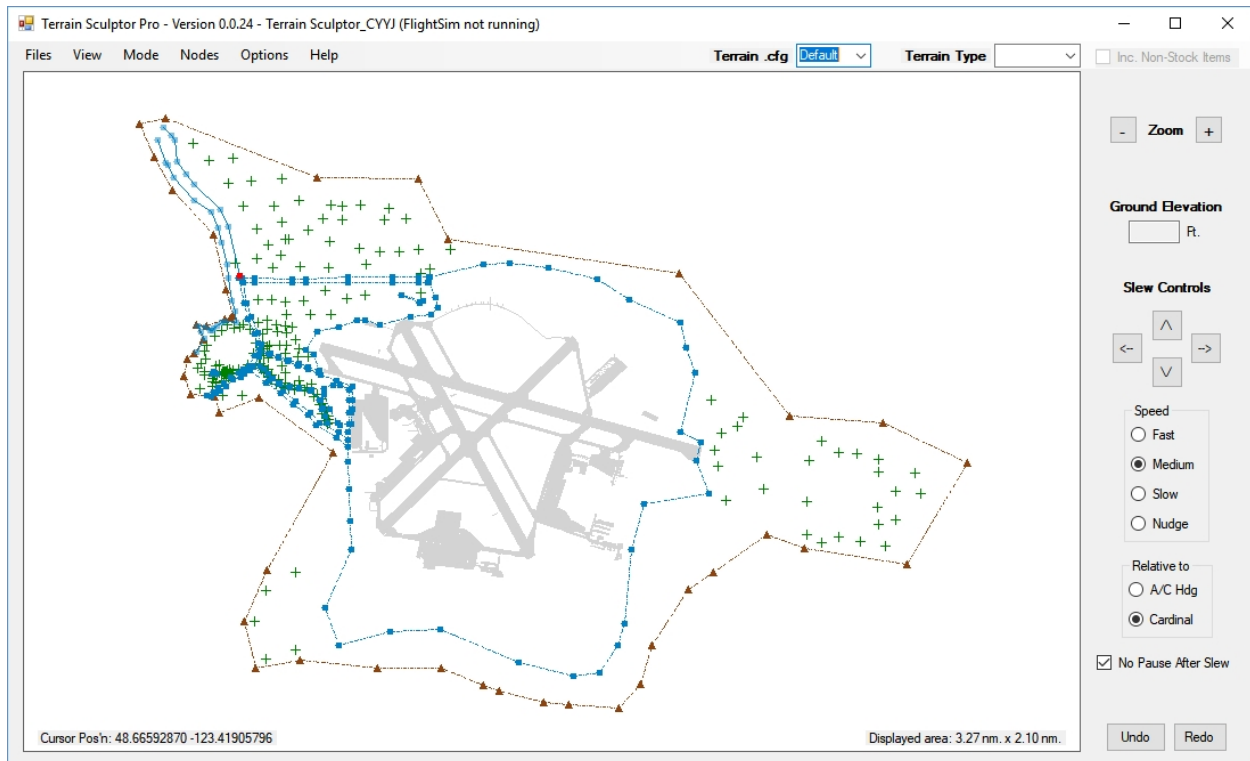 Terrain Sculptor Pro - Version 0.0.24 - Terrain Sculptor_CYYJ (FlightSim not running)
Files View Mode Nodes Options Help Terrain .cfg Default Terrain Type Inc. Non-Stock Items
- Zoom +
Ground Elevation
Ft.
Slew Controls
<-- -->
Speed
Fast
Medium
Slow
Nudge
Relative to
A/C Hdg
Cardinal
No Pause After Slew
Cursor Pos'n: 48.66592870 -123.41905796 Displayed area: 3.27 nm. x 2.10 nm. Undo Redo